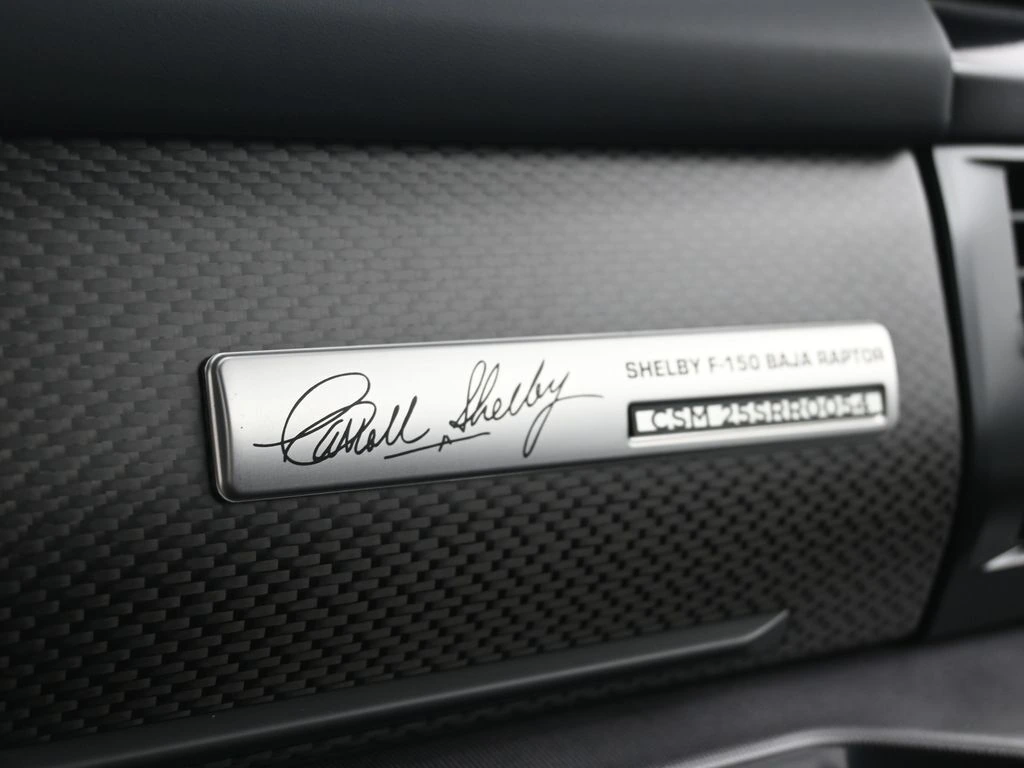 Carroll Shelby
SHELBY F-150 BAJA RAPTOR
CSM 25SRR0054